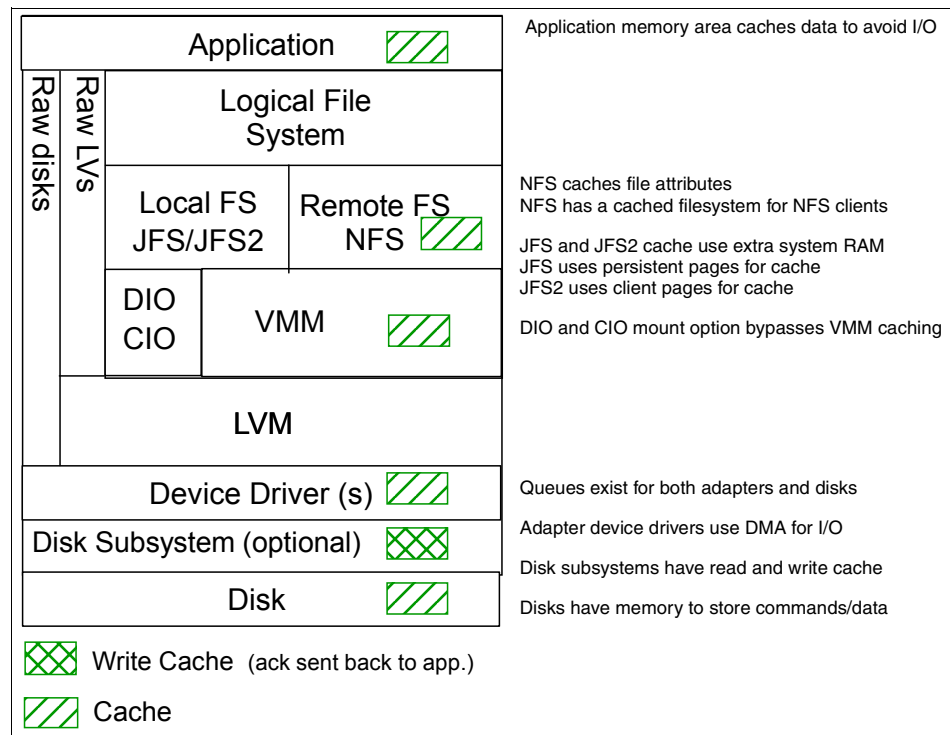 Application
Application memory area caches data to avoid I/O
Raw disks
Raw LVs
Logical File
System
Local FS
JFS/JFS2
Remote FS
NFS
NFS caches file attributes
NFS has a cached filesystem for NFS clients
JFS and JFS2 cache use extra system RAM
JFS uses persistent pages for cache
JFS2 uses client pages for cache
DIO
CIO
VMM
DIO and CIO mount option bypasses VMM caching
LVM
Device Driver (s)
Queues exist for both adapters and disks
Adapter device drivers use DMA for I/O
Disk Subsystem (optional)
Disk subsystems have read and write cache
Disk
Disks have memory to store commands/data
Write Cache (ack sent back to app.)
Cache